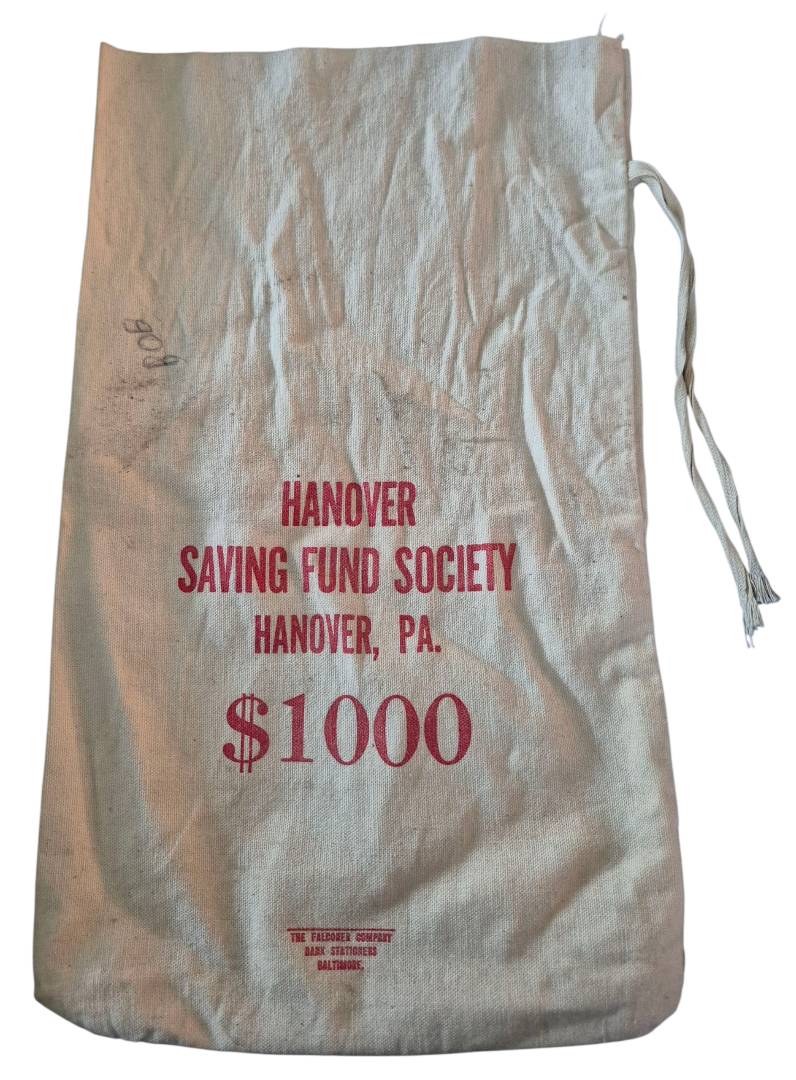 HANOVER
SAVING FUND SOCIETY
HANOVER, PA.
$1000
THE FALCONER COMPANY
BANK STATIONERS
BALTIMORE.